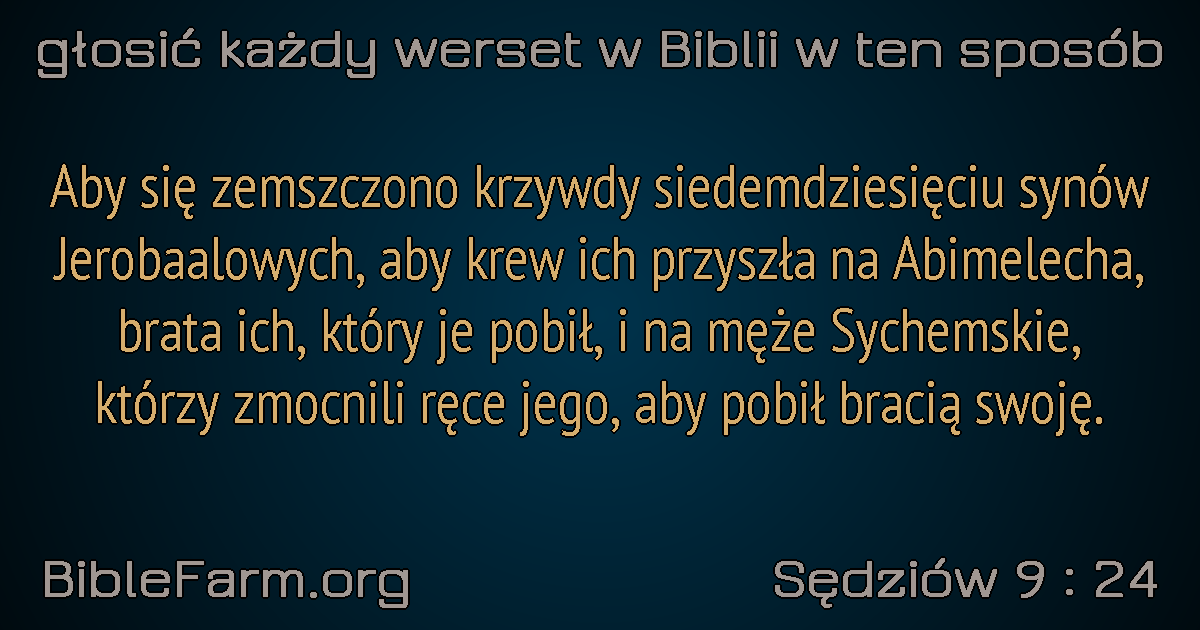 głosić każdy werset w Biblii w ten sposób
Aby się zemszczono krzywdy siedemdziesięciu synów
Jerobaalowych, aby krew ich przyszła na Abimelecha,
brata ich, który je pobił, i na męże Sychemskie,
którzy zmocnili ręce jego, aby pobił bracią swoję.
BibleFarm.org
Sędziów 9 : 24